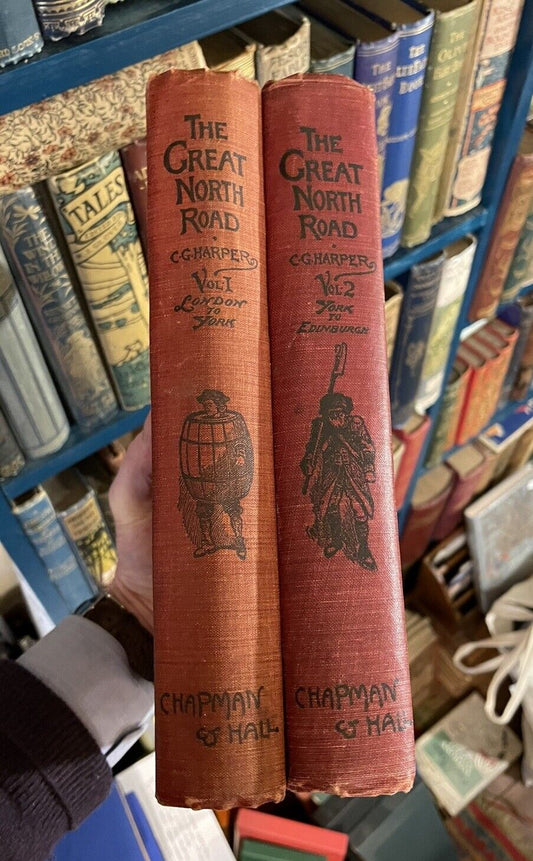 THE
GREAT
NORTH
ROAD
C.G. HARPER
VOL: I
LONDON
TO
YORK
CHAPMAN
& HALL
THE
GREAT
NORTH
ROAD
C.G. HARPER
VOL: 2
YORK
TO
EDINBURGH
CHAPMAN
& HALL
TALES